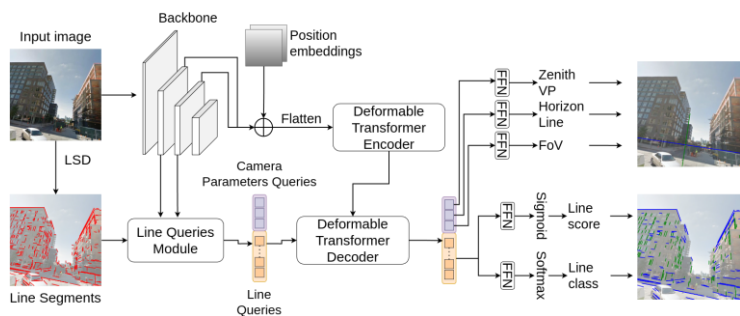 Input image
Backbone
Position
embeddings
Flatten
Deformable
Transformer
Encoder
LSD
Camera
Parameters Queries
Line Segments
Line Queries
Module
Line
Queries
Deformable
Transformer
Decoder
FFN
Zenith
VP
FFN
Horizon
Line
FFN
FoV
FFN
Sigmoid
Line
score
FFN
Softmax
Line
class